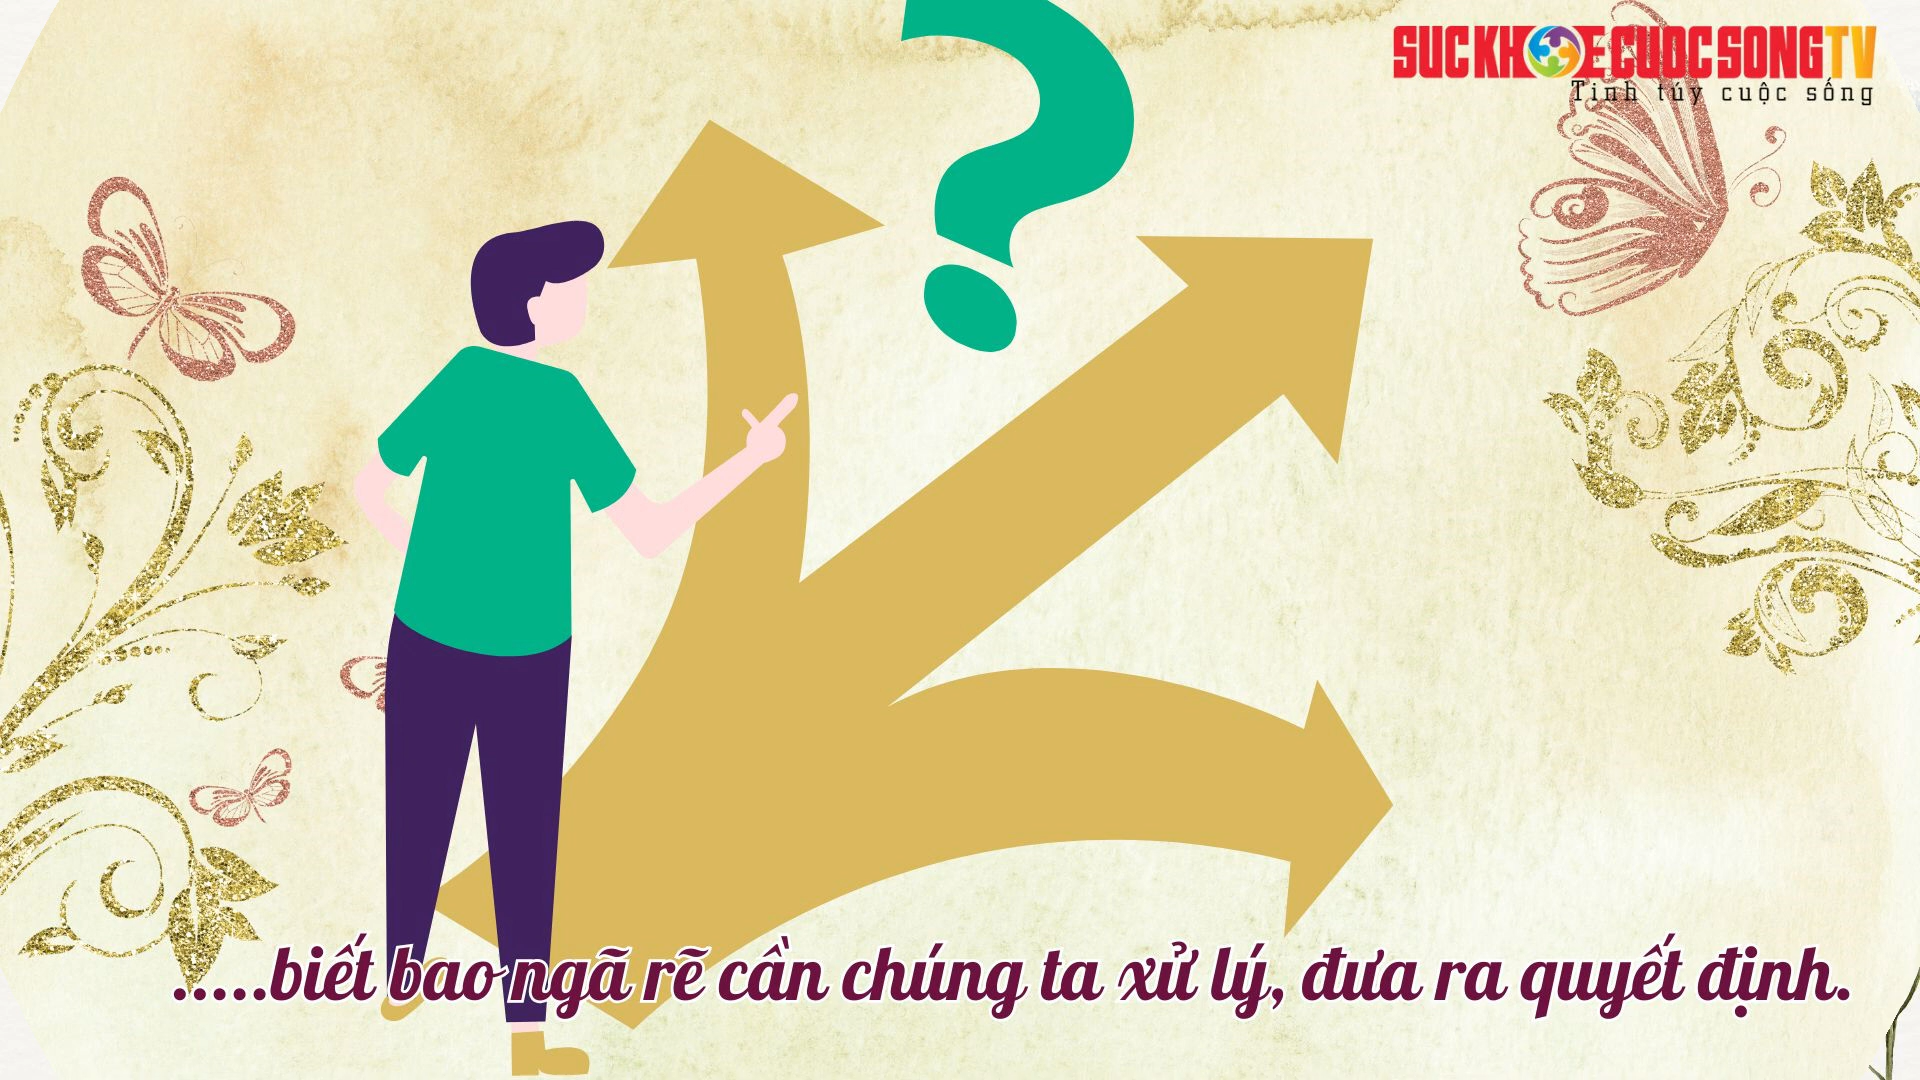 SUCKHOECUOCSONGTV
Tinh túy cuộc sống
.....biết bao ngã rẽ cần chúng ta xử lý, đưa ra quyết định.